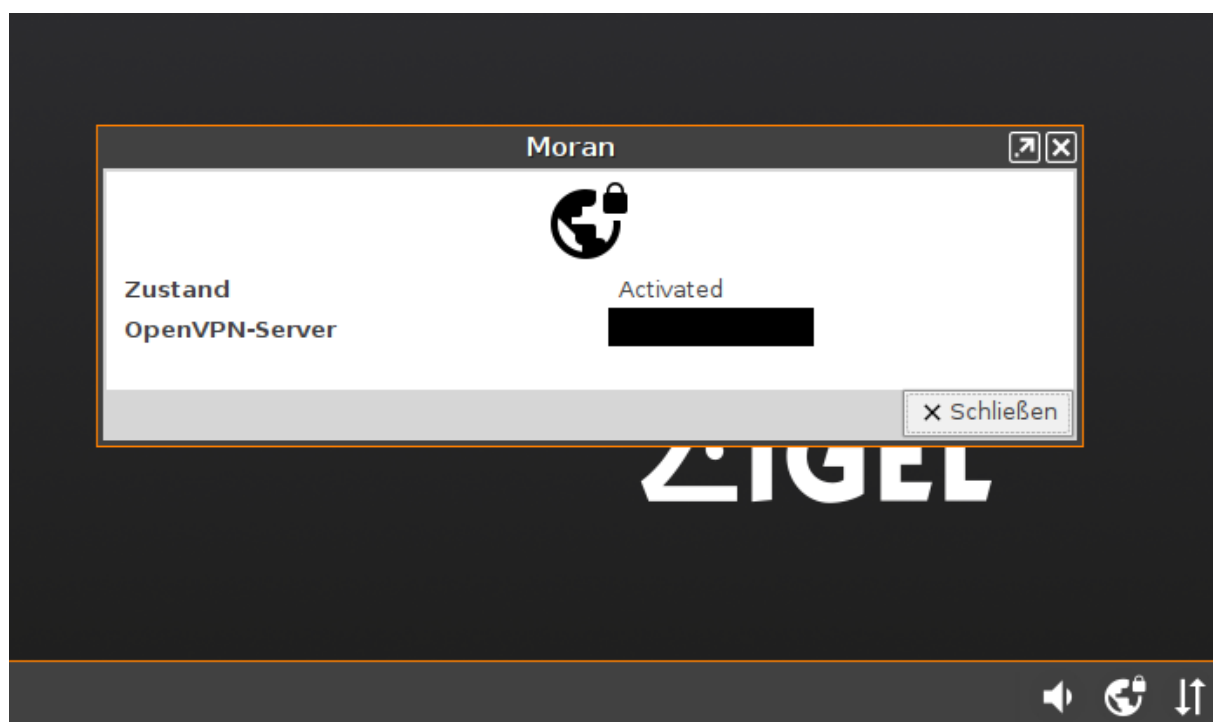 Moran
Zustand Activated
OpenVPN-Server
Schließen
IGEL